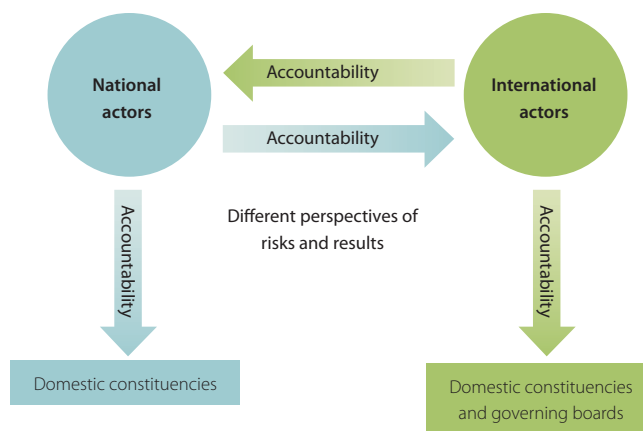 National
actors
Accountability
International
actors
Accountability
Accountability
Different perspectives of
risks and results
Accountability
Domestic constituencies
Domestic constituencies
and governing boards